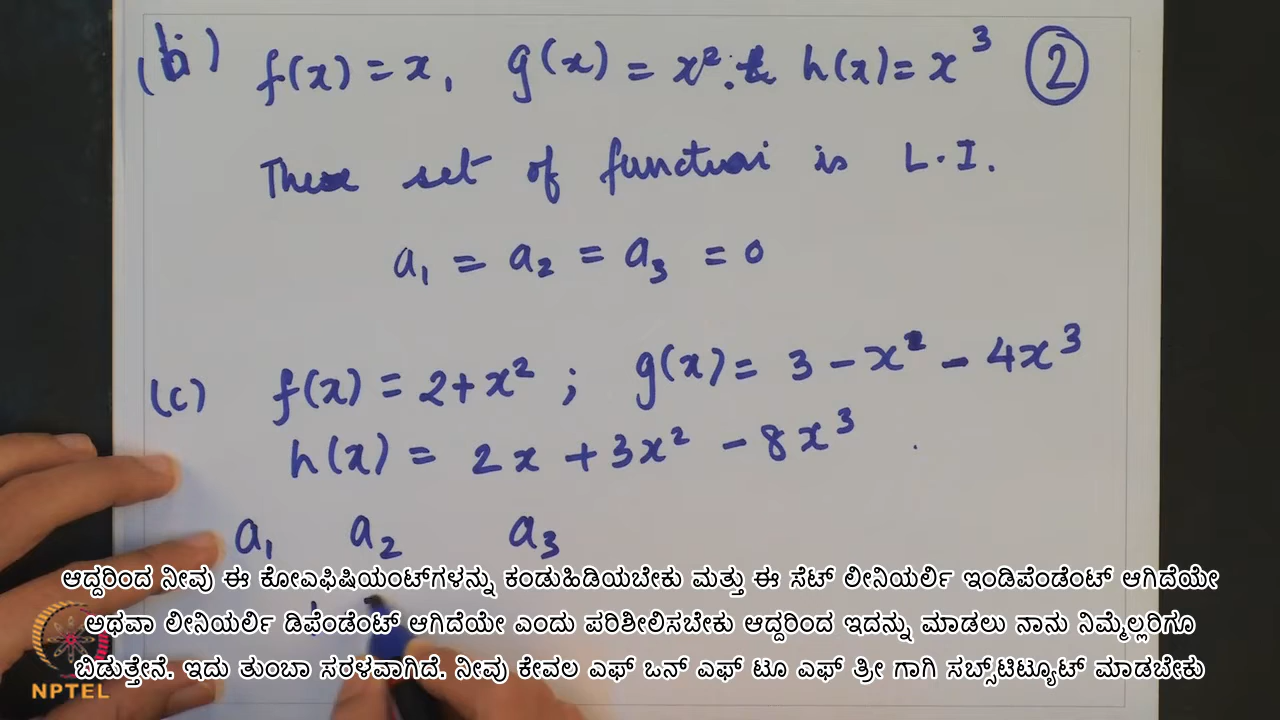 (b) f(x) = x, g(x) = x² & h(x) = x³ ②
These set of function is L.I.
a₁ = a₂ = a₃ = 0
(c) f(x) = 2 + x² ; g(x) = 3 - x² - 4x³
h(x) = 2x + 3x² - 8x³
a₁ a₂ a₃
ಆದ್ದರಿಂದ ನೀವು ಈ ಕೋಎಫಿಷಿಯಂಟ್‌ಗಳನ್ನು ಕಂಡುಹಿಡಿಯಬೇಕು ಮತ್ತು ಈ ಸೆಟ್ ಲೀನಿಯರ್ಲಿ ಇಂಡಿಪೆಂಡೆಂಟ್ ಆಗಿದೆಯೇ
ಅಥವಾ ಲೀನಿಯರ್ಲಿ ಡಿಪೆಂಡೆಂಟ್ ಆಗಿದೆಯೇ ಎಂದು ಪರಿಶೀಲಿಸಬೇಕು ಆದ್ದರಿಂದ ಇದನ್ನು ಮಾಡಲು ನಾನು ನಿಮ್ಮೆಲ್ಲರಿಗೂ
ಬಿಡುತ್ತೇನೆ. ಇದು ತುಂಬಾ ಸರಳವಾಗಿದೆ. ನೀವು ಕೇವಲ ಎಫ್ ಒನ್ ಎಫ್ ಟೂ ಎಫ್ ತ್ರೀ ಗಾಗಿ ಸಬ್ಸ್ಟಿಟ್ಯೂಟ್ ಮಾಡಬೇಕು
NPTEL